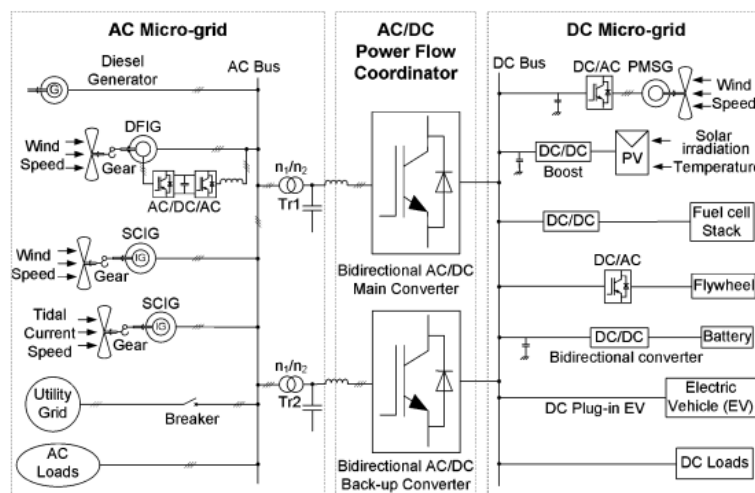 AC Micro-grid
Diesel
Generator
AC Bus
G
DFIG
Wind
Speed
Gear
AC/DC/AC
SCIG
Wind
Speed
IG
Gear
Tidal
Current
Speed
SCIG
IG
Gear
Utility
Grid
Breaker
AC
Loads
n1/n2
Tr1
n1/n2
Tr2
AC/DC
Power Flow
Coordinator
Bidirectional AC/DC
Main Converter
Bidirectional AC/DC
Back-up Converter
DC Micro-grid
DC Bus
DC/AC PMSG
Wind
Speed
DC/DC
Boost
PV
Solar
irradiation
Temperature
DC/DC
Fuel cell
Stack
DC/AC
Flywheel
DC/DC
Battery
Bidirectional converter
DC Plug-in EV
Electric
Vehicle (EV)
DC Loads